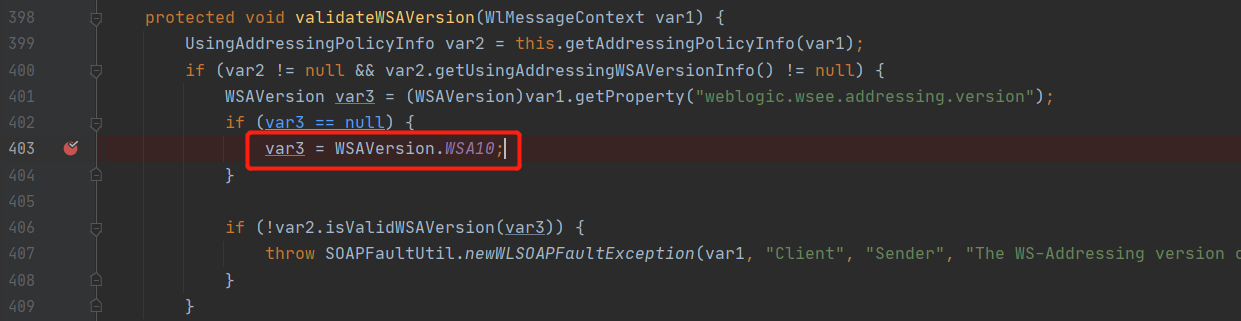 398 protected void validateWSAVersion(WlMessageContext var1) {
399 UsingAddressingPolicyInfo var2 = this.getAddressingPolicyInfo(var1);
400 if (var2 != null && var2.getUsingAddressingWSAVersionInfo() != null) {
401 WSAVersion var3 = (WSAVersion)var1.getProperty("weblogic.wsee.addressing.version");
402 if (var3 == null) {
403 var3 = WSAVersion.WSA10;
404 }
405
406 if (!var2.isValidWSAVersion(var3)) {
407 throw SOAPFaultUtil.newWLSOAPFaultException(var1, "Client", "Sender", "The WS-Addressing version
408 }
409 }